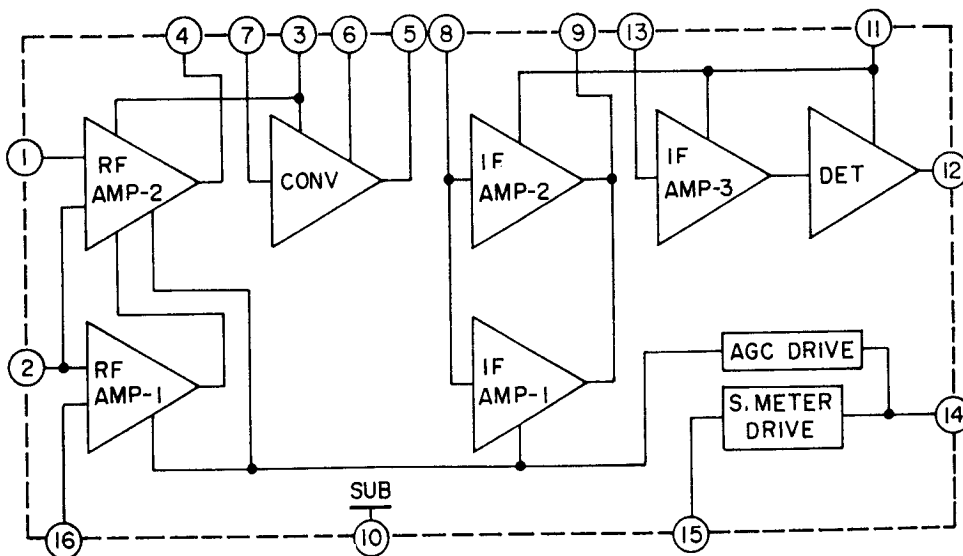 4 7 3 6 5 8 9 13 11
1
RF
AMP-2
CONV
IF
AMP-2
IF
AMP-3
DET
12
2
RF
AMP-1
IF
AMP-1
AGC DRIVE
S. METER
DRIVE
14
SUB
16
10
15